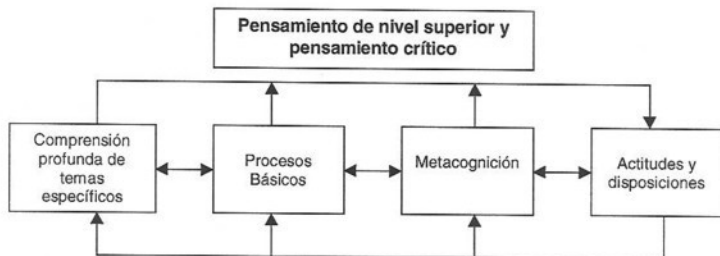 Pensamiento de nivel superior y
pensamiento crítico
Comprensión
profunda de
temas
específicos
Procesos
Básicos
Metacognición
Actitudes y
disposiciones